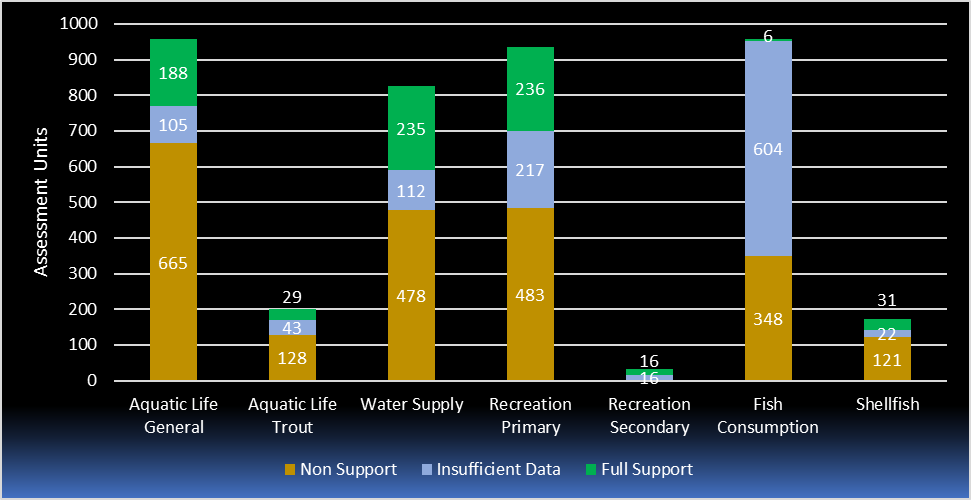 1000
900
800
700
600
500
400
300
200
100
0
Assessment Units
188
105
665
29
43
128
235
112
478
236
217
483
16
16
6
604
348
31
22
121
Aquatic Life General
Aquatic Life Trout
Water Supply
Recreation Primary
Recreation Secondary
Fish Consumption
Shellfish
Non Support
Insufficient Data
Full Support